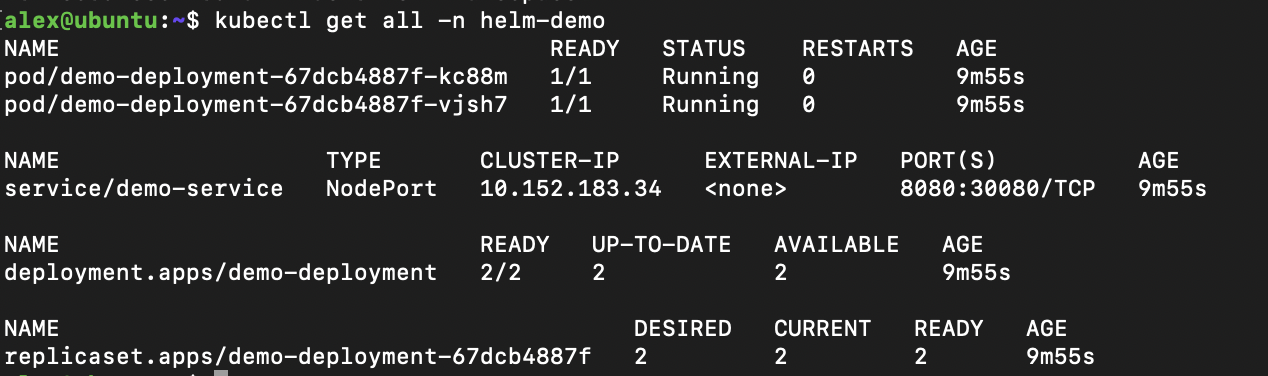 alex@ubuntu:~$ kubectl get all -n helm-demo
NAME READY STATUS RESTARTS AGE
pod/demo-deployment-67dcb4887f-kc88m 1/1 Running 0 9m55s
pod/demo-deployment-67dcb4887f-vjsh7 1/1 Running 0 9m55s
NAME TYPE CLUSTER-IP EXTERNAL-IP PORT(S) AGE
service/demo-service NodePort 10.152.183.34 <none> 8080:30080/TCP 9m55s
NAME READY UP-TO-DATE AVAILABLE AGE
deployment.apps/demo-deployment 2/2 2 2 9m55s
NAME DESIRED CURRENT READY AGE
replicaset.apps/demo-deployment-67dcb4887f 2 2 2 9m55s